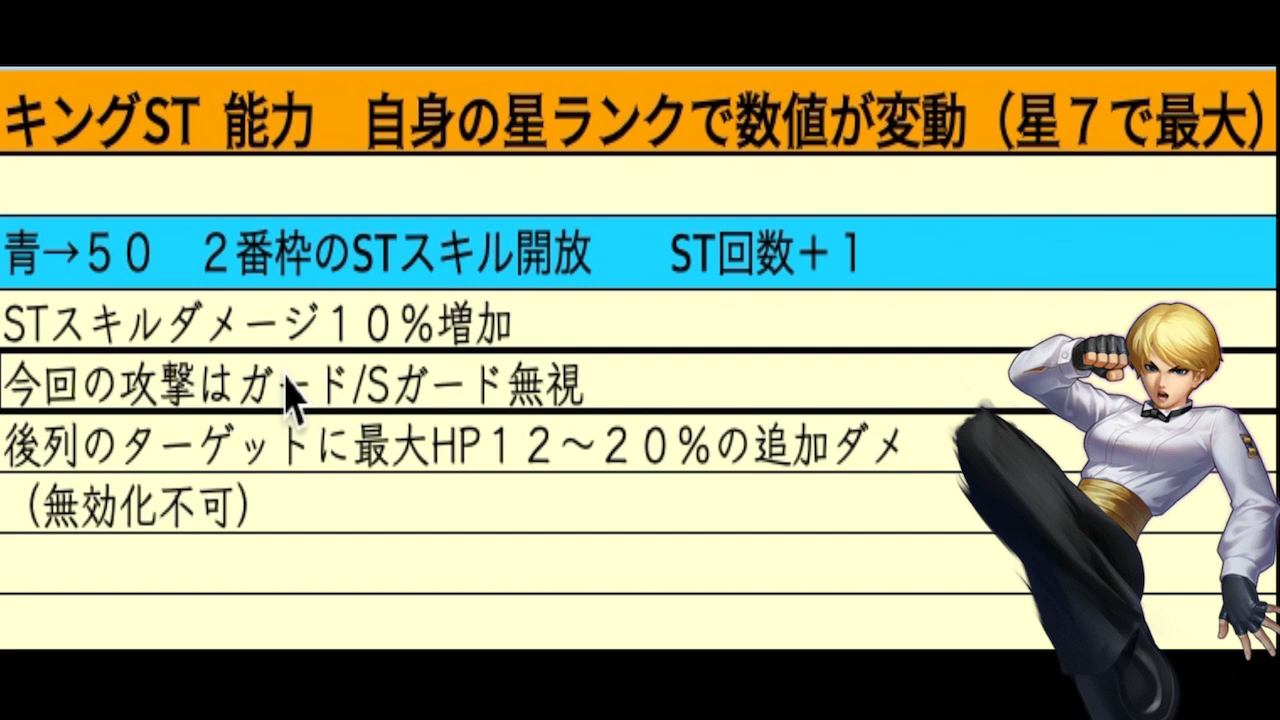 キングST 能力　自身の星ランクで数値が変動（星７で最大）
青→５０　２番枠のSTスキル開放　　ST回数＋１
STスキルダメージ１０％増加
今回の攻撃はガード/Sガード無視
後列のターゲットに最大HP１２～２０％の追加ダメ
（無効化不可）